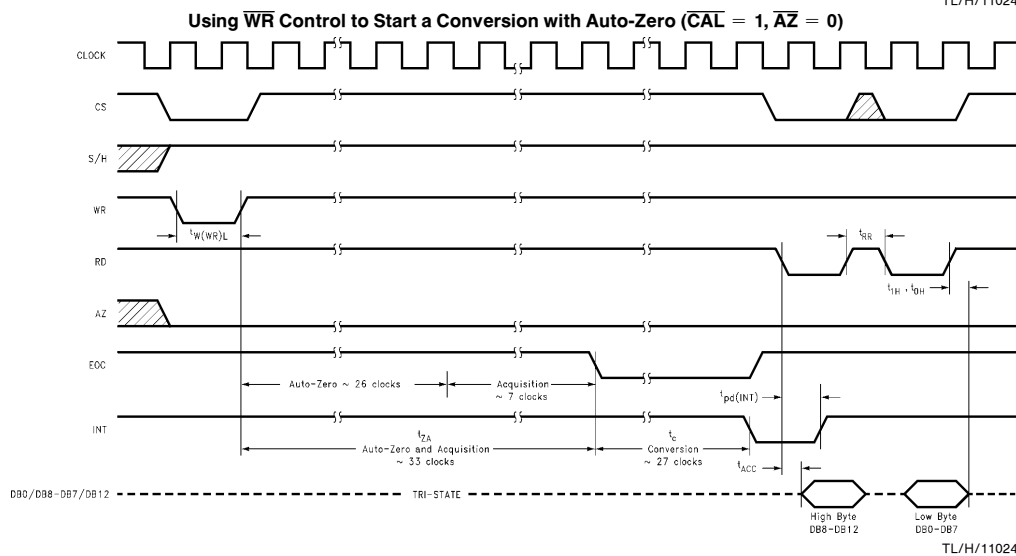 TL/H/11024
Using WR Control to Start a Conversion with Auto-Zero (CAL = 1, AZ = 0)
CLOCK
CS
S/H
WR
tW(WR)L
RD
tRR
t1H , t0H
AZ
EOC
Auto-Zero ~ 26 clocks
Acquisition
~ 7 clocks
tpd(INT)
INT
tZA
Auto-Zero and Acquisition
~ 33 clocks
tc
Conversion
~ 27 clocks
tACC
DB0/DB8-DB7/DB12
TRI-STATE
High Byte
DB8-DB12
Low Byte
DB0-DB7
TL/H/11024